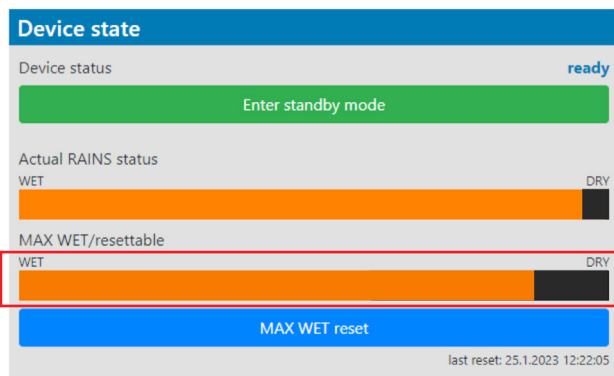 Device state
Device status ready
Enter standby mode
Actual RAINS status
WET DRY
MAX WET/resettable
WET DRY
MAX WET reset
last reset: 25.1.2023 12:22:05